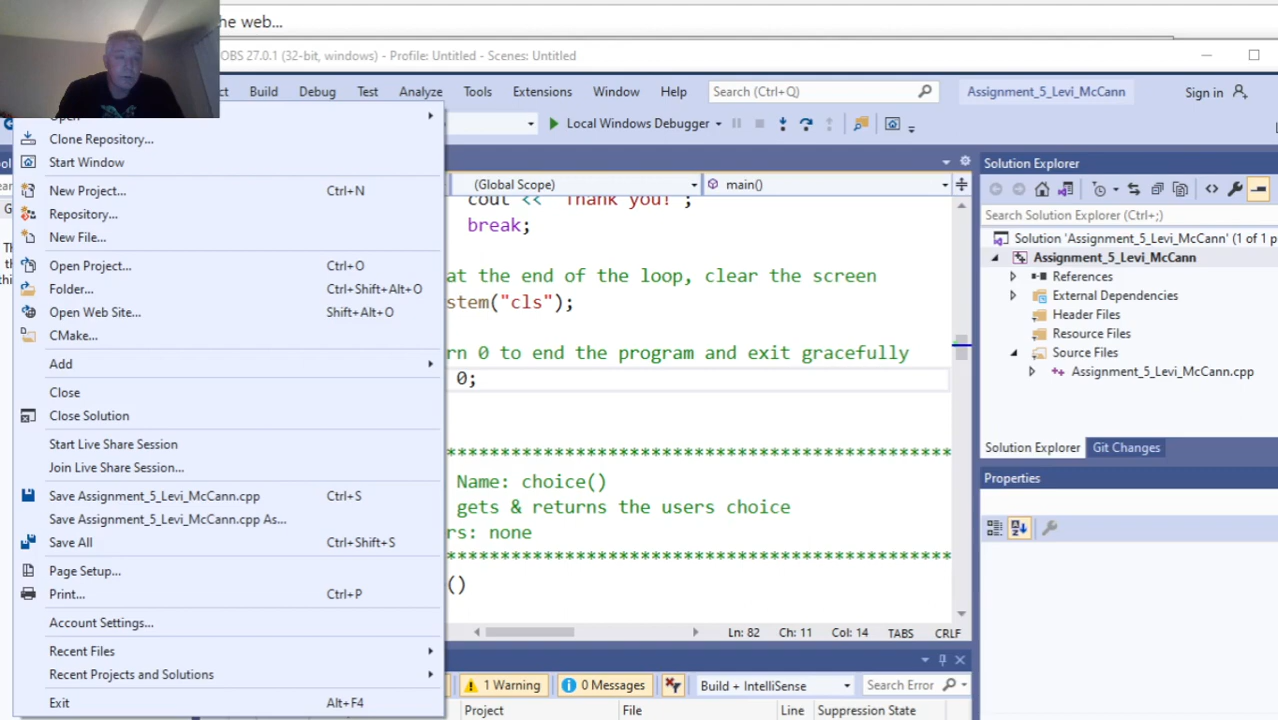 he web...
OBS 27.0.1 (32-bit, windows) - Profile: Untitled - Scenes: Untitled
ct Build Debug Test Analyze Tools Extensions Window Help Search (Ctrl+Q) Assignment_5_Levi_McCann Sign in
Local Windows Debugger
Open
Clone Repository...
Start Window
New Project... Ctrl+N
Repository...
New File...
Open Project... Ctrl+O
Folder... Ctrl+Shift+Alt+O
Open Web Site... Shift+Alt+O
CMake...
Add
Close
Close Solution
Start Live Share Session
Join Live Share Session...
Save Assignment_5_Levi_McCann.cpp Ctrl+S
Save Assignment_5_Levi_McCann.cpp As...
Save All Ctrl+Shift+S
Page Setup...
Print... Ctrl+P
Account Settings...
Recent Files
Recent Projects and Solutions
Exit Alt+F4
(Global Scope) main()
cout << "Thank you!";
break;
at the end of the loop, clear the screen
stem("cls");
rn 0 to end the program and exit gracefully
0;
***************************************
Name: choice()
gets & returns the users choice
rs: none
***************************************
()
Ln: 82 Ch: 11 Col: 14 TABS CRLF
1 Warning 0 Messages Build + IntelliSense Search Error
Project File Line Suppression State
Solution Explorer
Search Solution Explorer (Ctrl+;)
Solution 'Assignment_5_Levi_McCann' (1 of 1 p
Assignment_5_Levi_McCann
References
External Dependencies
Header Files
Resource Files
Source Files
Assignment_5_Levi_McCann.cpp
Solution Explorer Git Changes
Properties